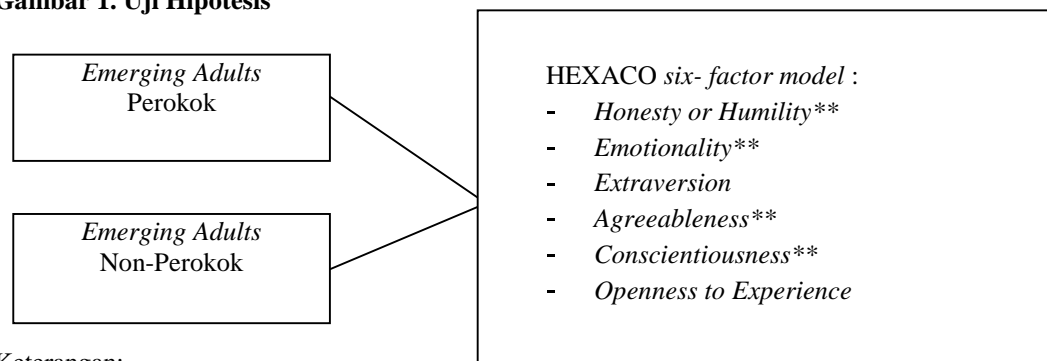 Gambar 1. Uji Hipotesis
Emerging Adults
Perokok
Emerging Adults
Non-Perokok
HEXACO six- factor model :
- Honesty or Humility**
- Emotionality**
- Extraversion
- Agreeableness**
- Conscientiousness**
- Openness to Experience
Keterangan: